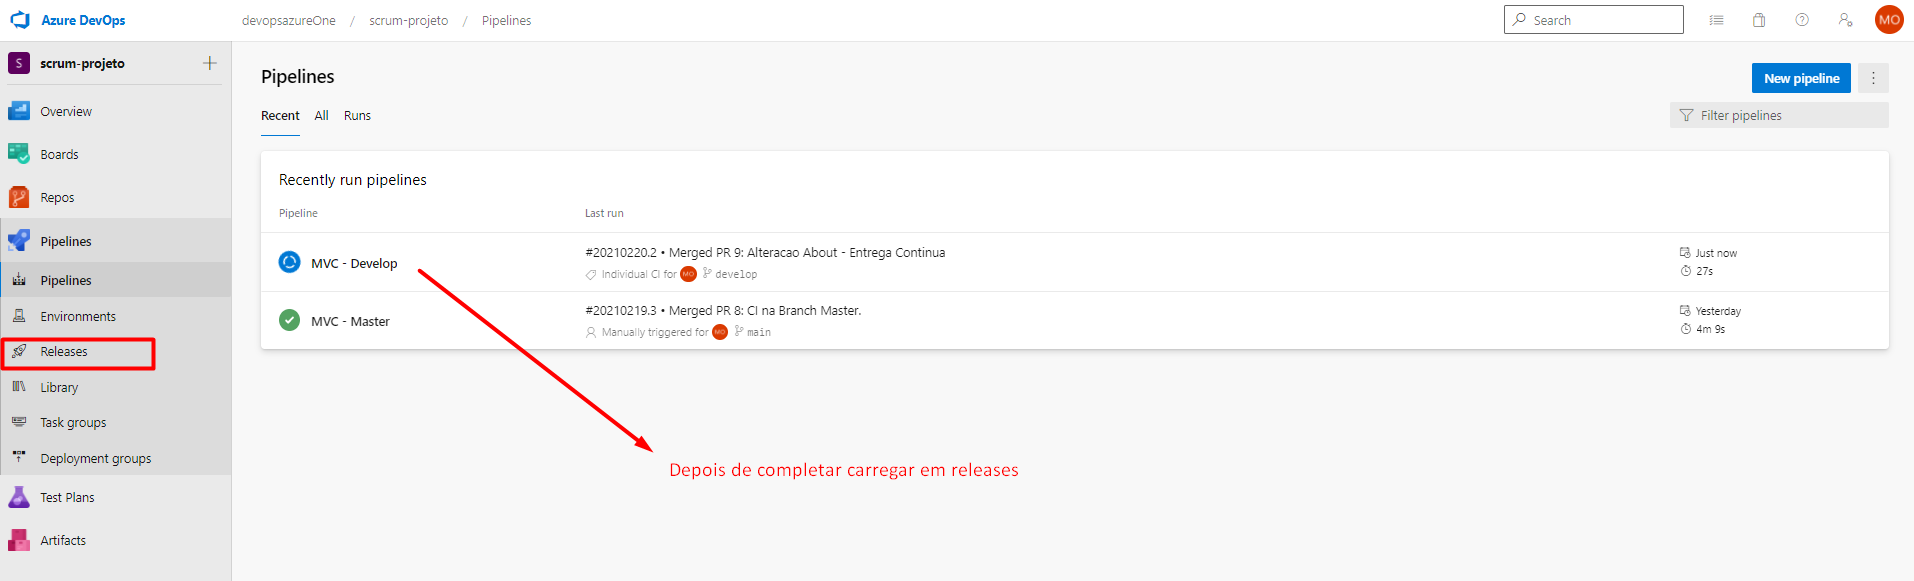 Azure DevOps
devopsazureOne / scrum-projeto / Pipelines
Search
MO
S scrum-projeto
Overview
Boards
Repos
Pipelines
Pipelines
Environments
Releases
Library
Task groups
Deployment groups
Test Plans
Artifacts
Pipelines
New pipeline
Recent All Runs
Filter pipelines
Recently run pipelines
Pipeline Last run
MVC - Develop
#20210220.2 • Merged PR 9: Alteracao About - Entrega Continua
Individual CI for MO develop
Just now
27s
MVC - Master
#20210219.3 • Merged PR 8: CI na Branch Master.
Manually triggered for MO main
Yesterday
4m 9s
Depois de completar carregar em releases